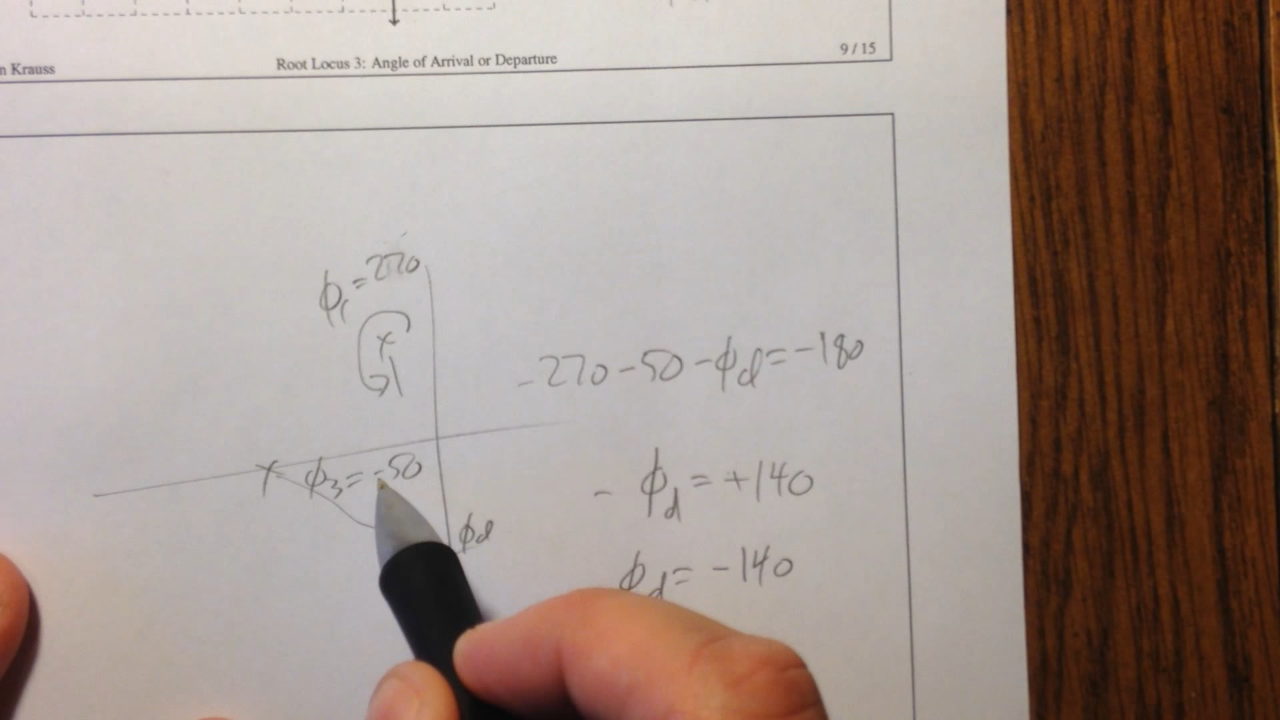 n Krauss
Root Locus 3: Angle of Arrival or Departure
9 / 15
ϕ₁ = 270
-270 - 50 - ϕd = -180
ϕ₃ = -50
- ϕd = +140
ϕd
ϕd = -140